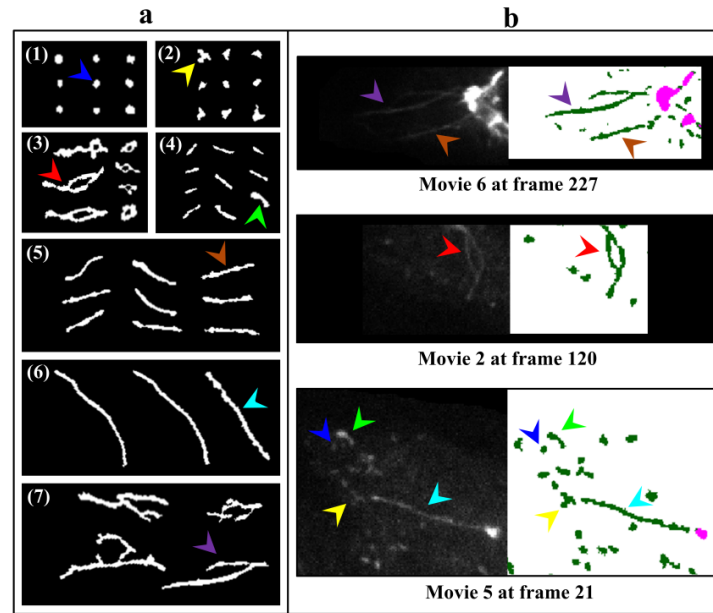 a
b
(1)
(2)
(3)
(4)
(5)
(6)
(7)
Movie 6 at frame 227
Movie 2 at frame 120
Movie 5 at frame 21